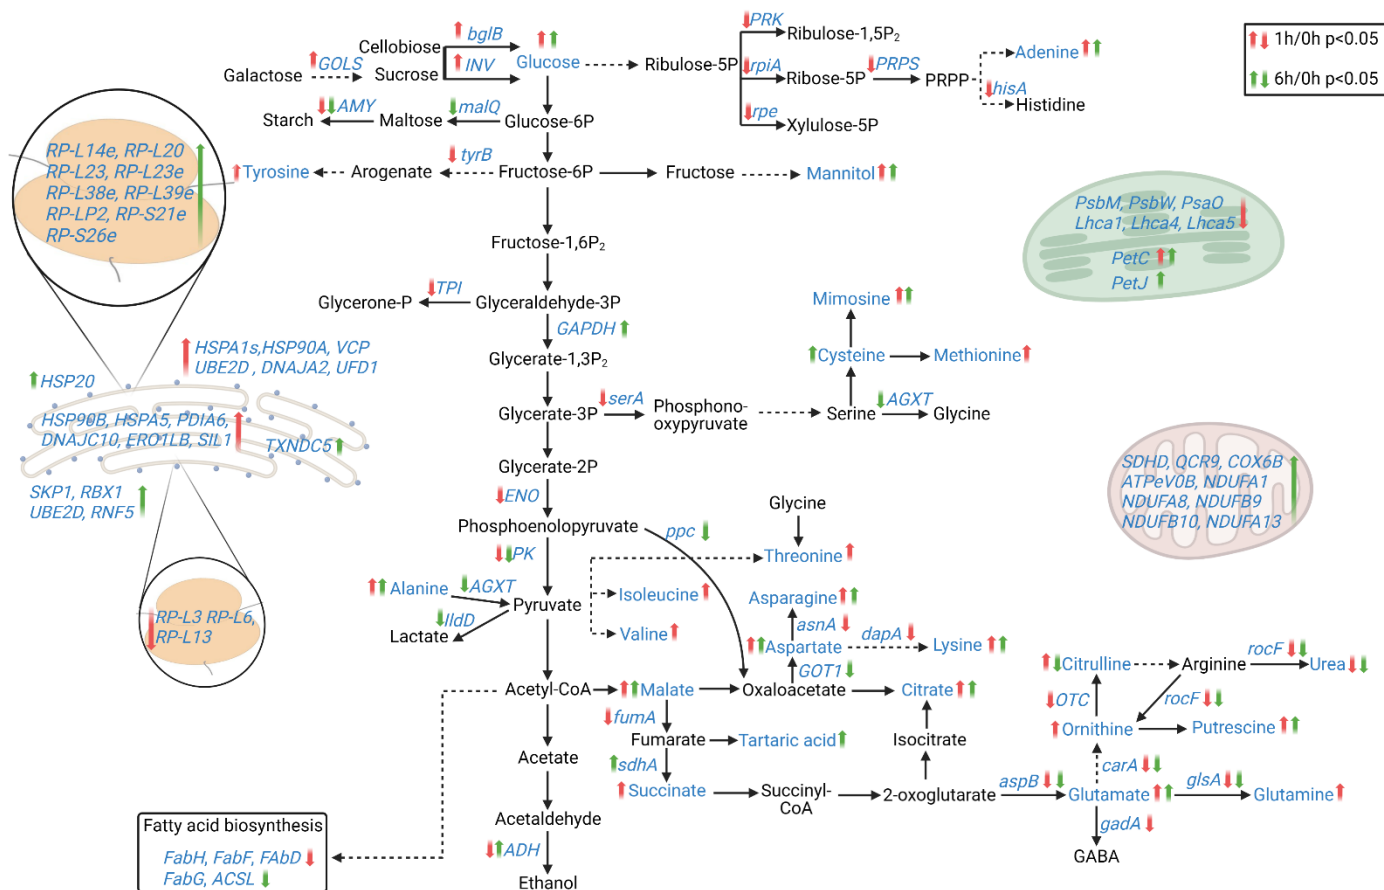 bglB
PRK
Ribulose-1,5P₂
1h/0h p<0.05
Cellobiose
GOLS
Glucose
Adenine
Galactose
Sucrose
INV
Ribulose-5P
rpiA
Ribose-5P
PRPS
PRPP
6h/0h p<0.05
hisA
Histidine
AMY
malQ
Starch
Maltose
Glucose-6P
rpe
Xylulose-5P
RP-L14e, RP-L20
RP-L23, RP-L23e
RP-L38e, RP-L39e
RP-LP2, RP-S21e
RP-S26e
tyrB
Tyrosine
Arogenate
Fructose-6P
Fructose
Mannitol
PsbM, PsbW, PsaO
Lhca1, Lhca4, Lhca5
PetC
PetJ
Fructose-1,6P₂
Glycerone-P
TPI
Glyceraldehyde-3P
Mimosine
GAPDH
HSPA1s,HSP90A, VCP
UBE2D , DNAJA2, UFD1
Glycerate-1,3P₂
Cysteine
Methionine
HSP20
serA
AGXT
Glycerate-3P
Phosphono-
oxypyruvate
Serine
Glycine
HSP90B, HSPA5, PDIA6,
DNAJC10, ERO1LB, SIL1
TXNDC5
Glycerate-2P
SDHD, QCR9, COX6B
ATPeV0B, NDUFA1
NDUFA8, NDUFB9
NDUFB10, NDUFA13
SKP1, RBX1
UBE2D, RNF5
ENO
Glycine
Phosphoenolpyruvate
ppc
PK
Threonine
Alanine
AGXT
Isoleucine
Asparagine
Pyruvate
lldD
Lactate
RP-L3 RP-L6,
RP-L13
Valine
asnA
dapA
Aspartate
Lysine
GOT1
rocF
Citrulline
Arginine
Urea
Acetyl-CoA
Malate
Oxaloacetate
Citrate
OTC
rocF
fumA
Ornithine
Putrescine
Fumarate
Tartaric acid
Isocitrate
Acetate
sdhA
carA
Succinate
Succinyl-
CoA
2-oxoglutarate
aspB
Glutamate
glsA
Glutamine
Acetaldehyde
gadA
Fatty acid biosynthesis
FabH, FabF, FAbD
FabG, ACSL
ADH
GABA
Ethanol